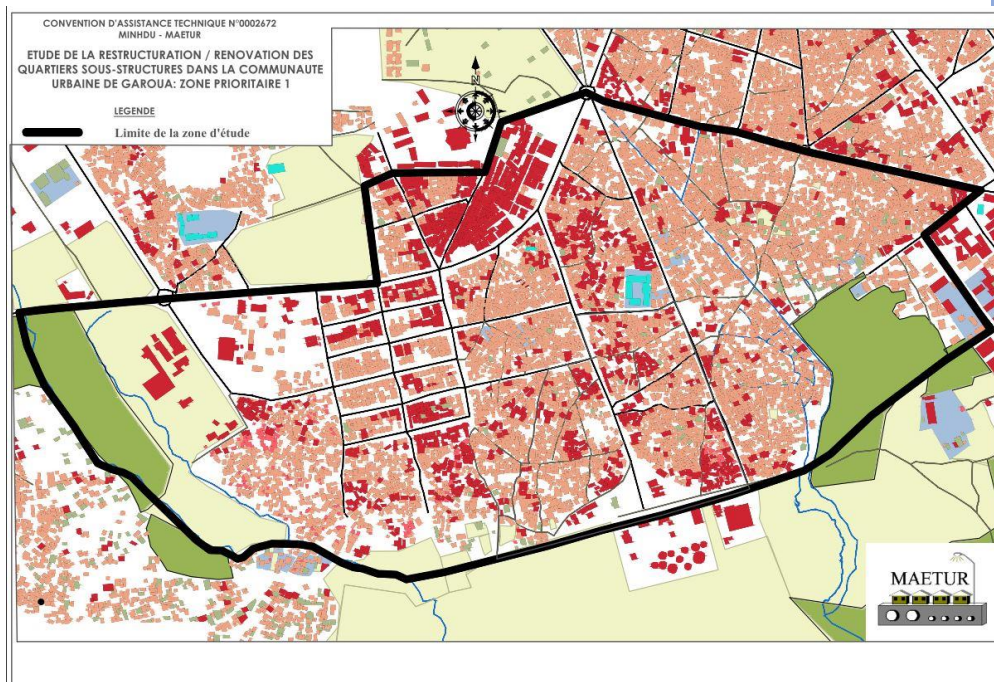 CONVENTION D'ASSISTANCE TECHNIQUE N°0002672
MINHDU - MAETUR
ETUDE DE LA RESTRUCTURATION / RENOVATION DES
QUARTIERS SOUS-STRUCTURES DANS LA COMMUNAUTE
URBAINE DE GAROUA: ZONE PRIORITAIRE 1
LEGENDE
Limite de la zone d'étude
N
MAETUR